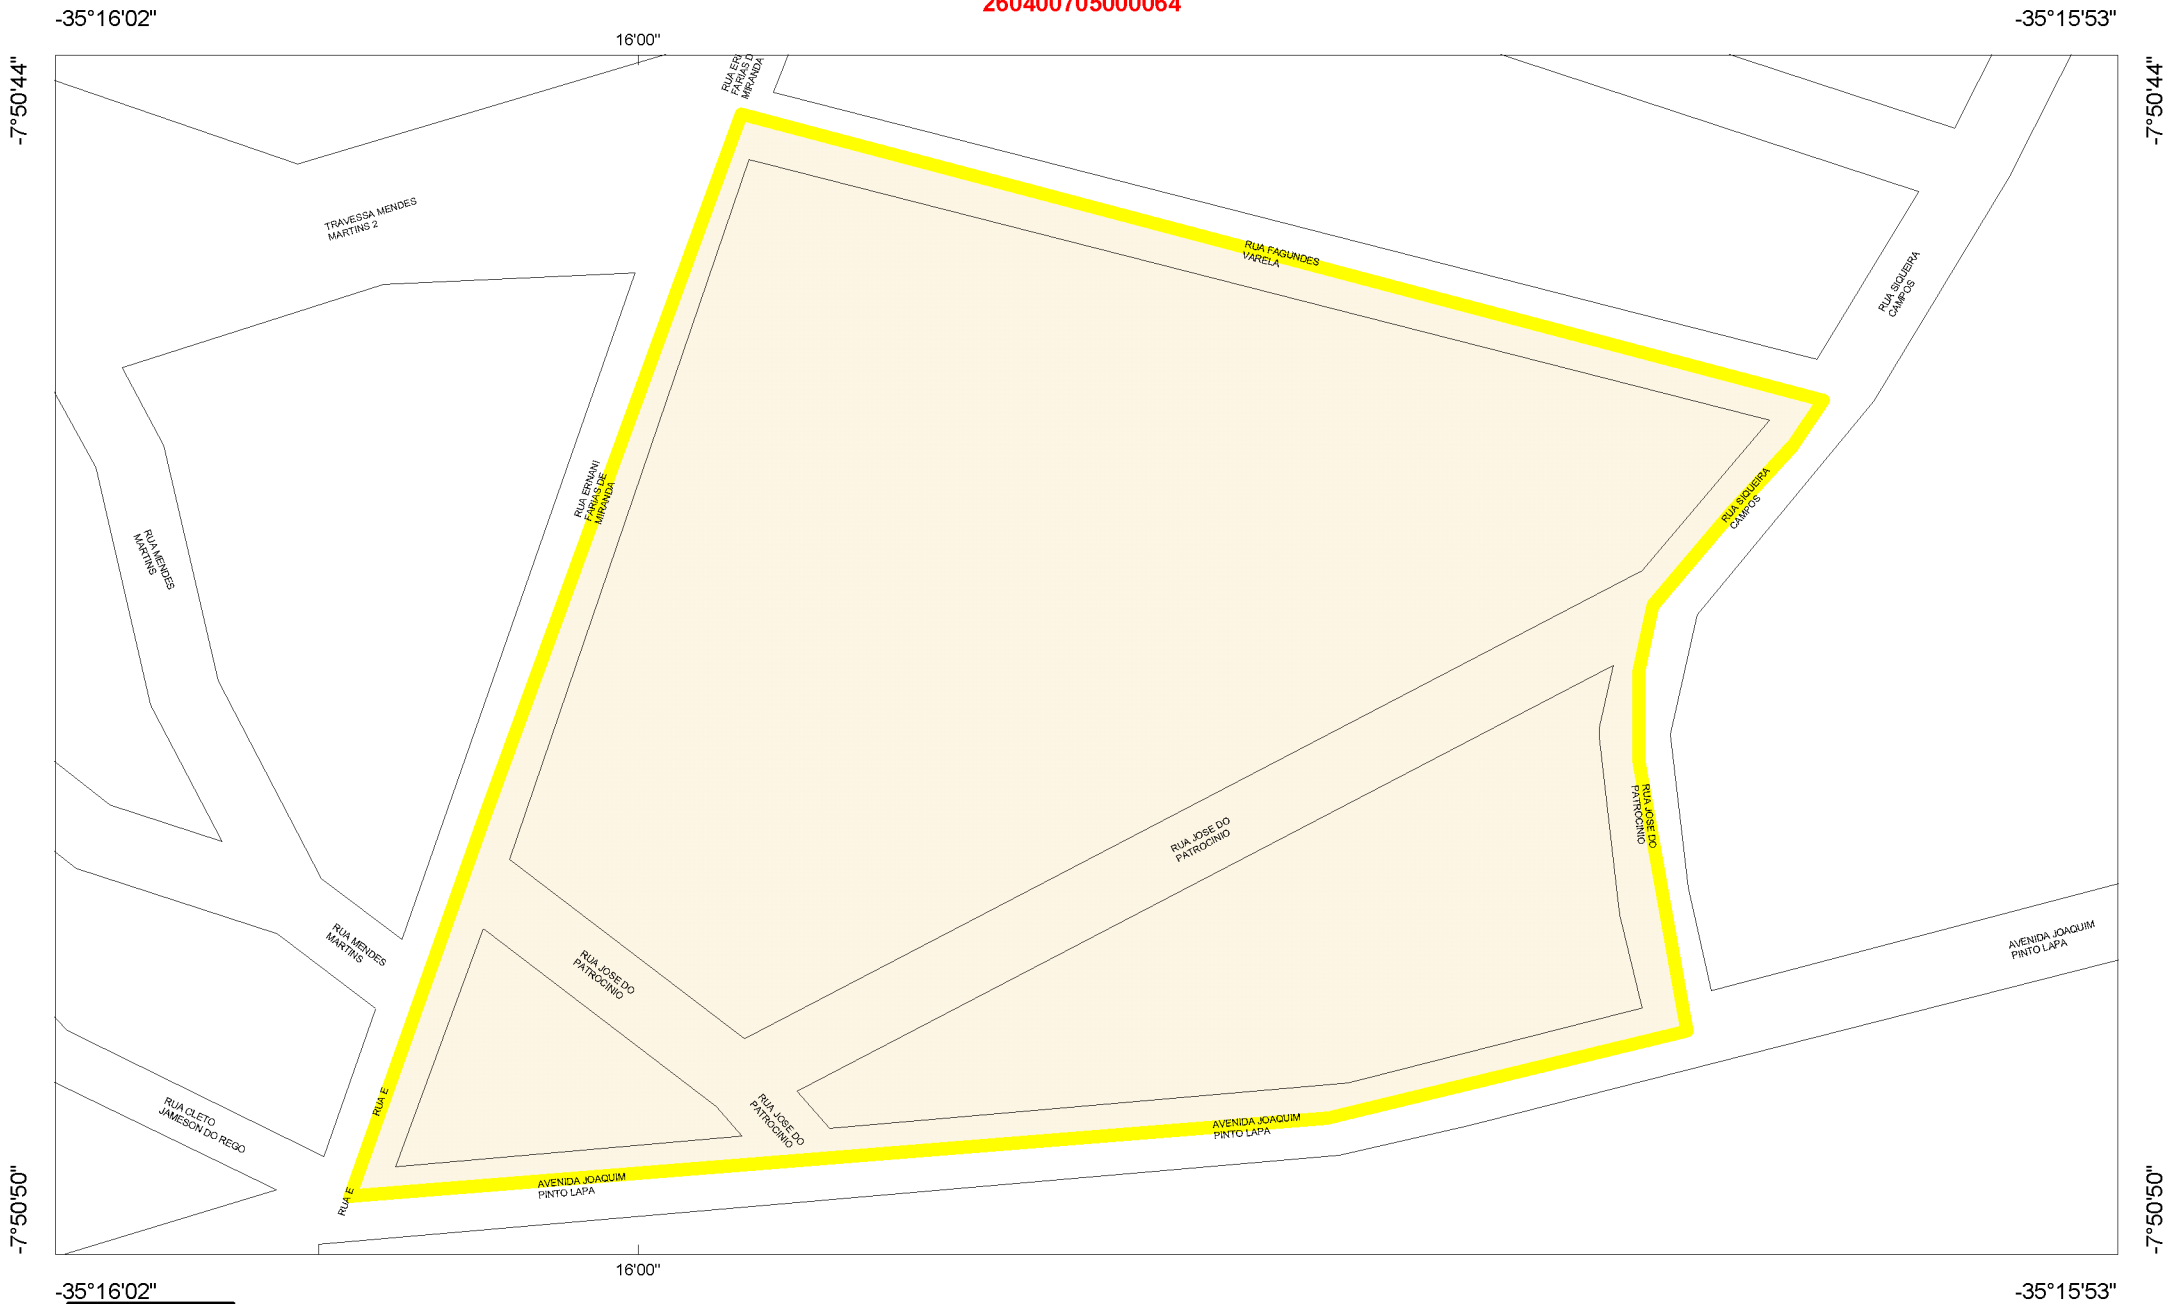 260400705000064
-35°16'02"
-35°15'53"
16'00"
-7°50'44"
-7°50'44"
RUA
FARIAS
MIRANDA
TRAVESSA MENDES
MARTINS 2
RUA FAGUNDES
VARELA
RUA SIQUEIRA
CAMPOS
RUA ERNANI
FARIAS DE
MIRANDA
RUA SIQUEIRA
CAMPOS
RUA MENDES
MARTINS
RUA JOSE DO
PATROCINIO
RUA JOSE DO
PATROCINIO
RUA MENDES
MARTINS
AVENIDA JOAQUIM
PINTO LAPA
RUA JOSE DO
PATROCINIO
RUA E
RUA CLETO
JAMESON DO REGO
RUA JOSE DO
PATROCINIO
AVENIDA JOAQUIM
PINTO LAPA
AVENIDA JOAQUIM
PINTO LAPA
RUA E
-7°50'50"
-7°50'50"
16'00"
-35°16'02"
-35°15'53"